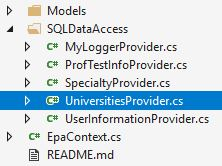 Models
SQLDataAccess
MyLoggerProvider.cs
ProfTestInfoProvider.cs
SpecialtyProvider.cs
UniversitiesProvider.cs
UserInformationProvider.cs
EpaContext.cs
README.md